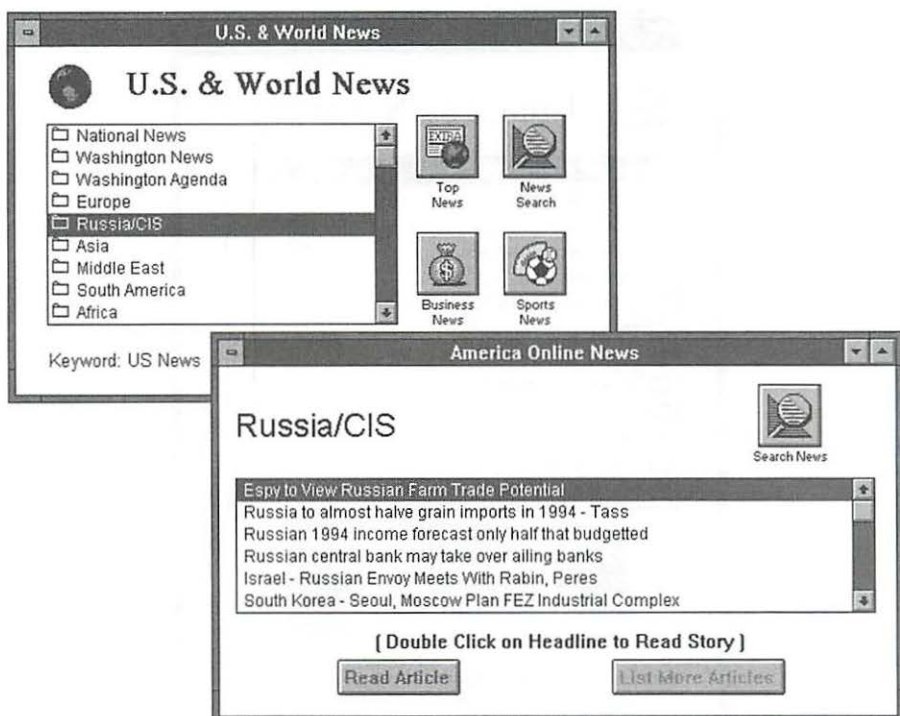 U.S. & World News
U.S. & World News
National News
Washington News
Washington Agenda
Europe
Russia/CIS
Asia
Middle East
South America
Africa
EXTRA
Top
News
News
Search
Business
News
Sports
News
Keyword: US News
America Online News
Russia/CIS
Search News
Espy to View Russian Farm Trade Potential
Russia to almost halve grain imports in 1994 - Tass
Russian 1994 income forecast only half that budgetted
Russian central bank may take over ailing banks
Israel - Russian Envoy Meets With Rabin, Peres
South Korea - Seoul, Moscow Plan FEZ Industrial Complex
[ Double Click on Headline to Read Story ]
Read Article
List More Articles